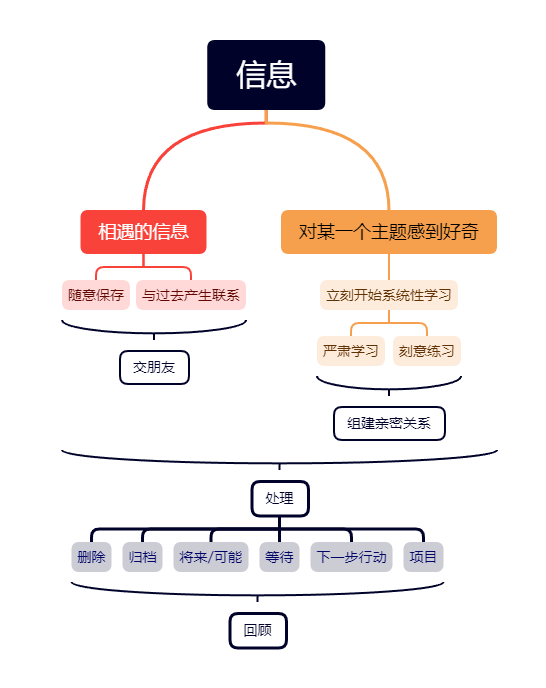 信息
相遇的信息
对某一个主题感到好奇
随意保存
与过去产生联系
立刻开始系统性学习
严肃学习
刻意练习
交朋友
组建亲密关系
处理
删除
归档
将来/可能
等待
下一步行动
项目
回顾